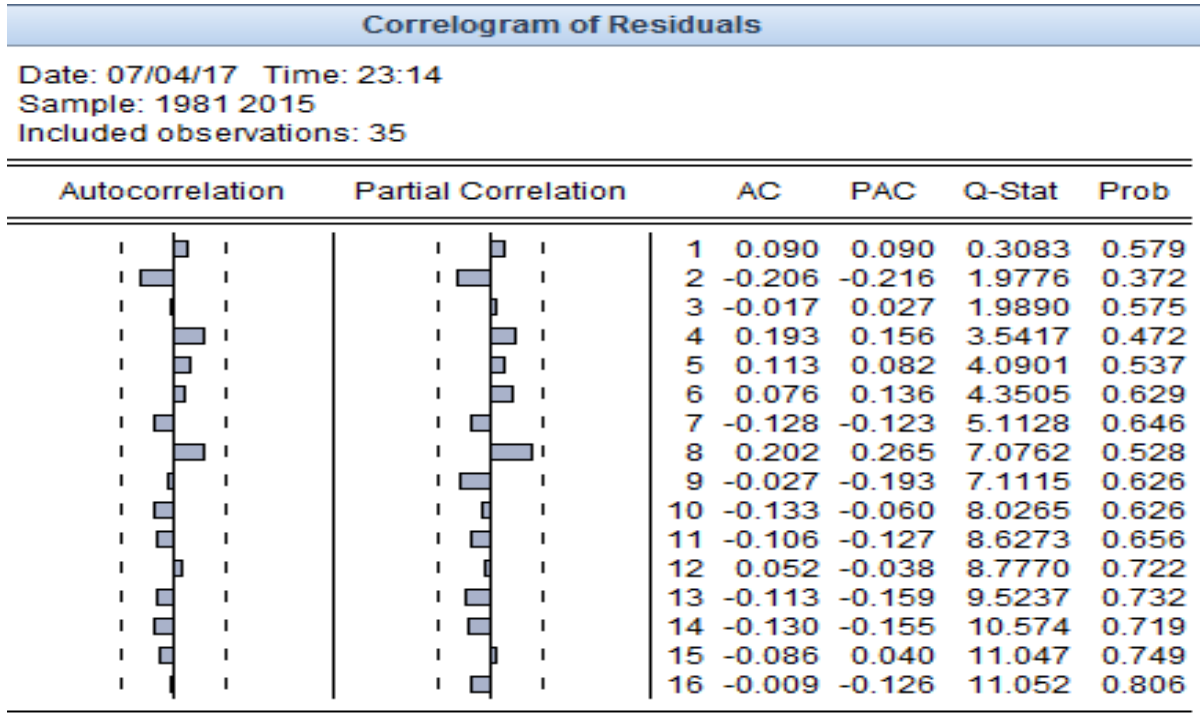 Correlogram of Residuals
Date: 07/04/17 Time: 23:14
Sample: 1981 2015
Included observations: 35
Autocorrelation Partial Correlation AC PAC Q-Stat Prob
1 0.090 0.090 0.3083 0.579
2 -0.206 -0.216 1.9776 0.372
3 -0.017 0.027 1.9890 0.575
4 0.193 0.156 3.5417 0.472
5 0.113 0.082 4.0901 0.537
6 0.076 0.136 4.3505 0.629
7 -0.128 -0.123 5.1128 0.646
8 0.202 0.265 7.0762 0.528
9 -0.027 -0.193 7.1115 0.626
10 -0.133 -0.060 8.0265 0.626
11 -0.106 -0.127 8.6273 0.656
12 0.052 -0.038 8.7770 0.722
13 -0.113 -0.159 9.5237 0.732
14 -0.130 -0.155 10.574 0.719
15 -0.086 0.040 11.047 0.749
16 -0.009 -0.126 11.052 0.806